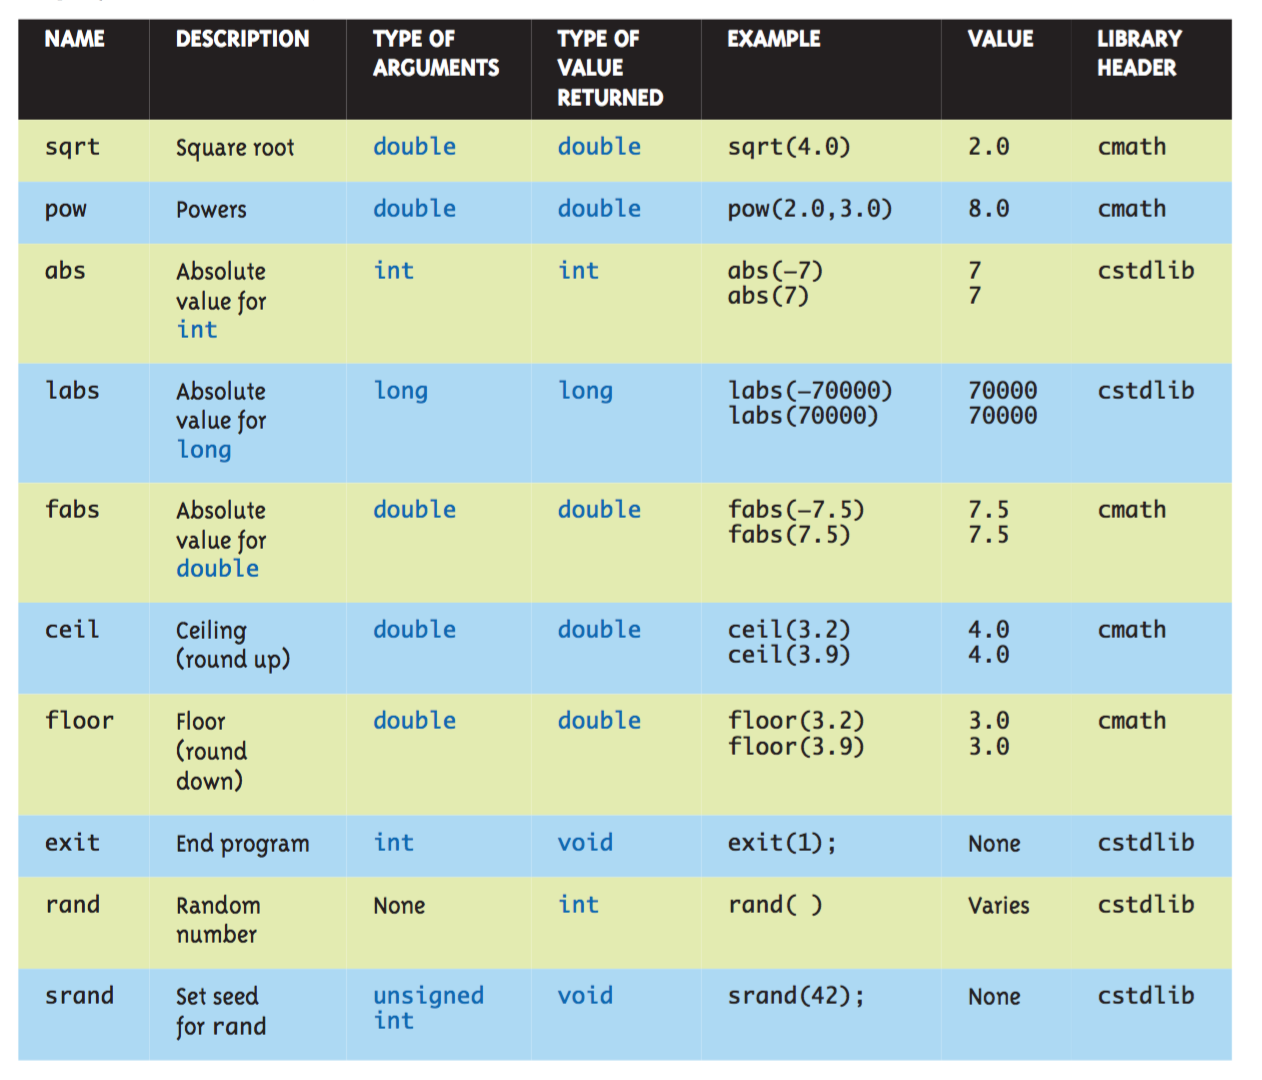 NAME DESCRIPTION TYPE OF ARGUMENTS TYPE OF VALUE RETURNED EXAMPLE VALUE LIBRARY HEADER
sqrt Square root double double sqrt(4.0) 2.0 cmath
pow Powers double double pow(2.0,3.0) 8.0 cmath
abs Absolute int int abs(–7) 7 cstdlib
value for abs(7) 7
int
labs Absolute long long labs(–70000) 70000 cstdlib
value for labs(70000) 70000
long
fabs Absolute double double fabs(–7.5) 7.5 cmath
value for fabs(7.5) 7.5
double
ceil Ceiling double double ceil(3.2) 4.0 cmath
(round up) ceil(3.9) 4.0
floor Floor double double floor(3.2) 3.0 cmath
(round floor(3.9) 3.0
down)
exit End program int void exit(1); None cstdlib
rand Random None int rand( ) Varies cstdlib
number
srand Set seed unsigned void srand(42); None cstdlib
for rand int